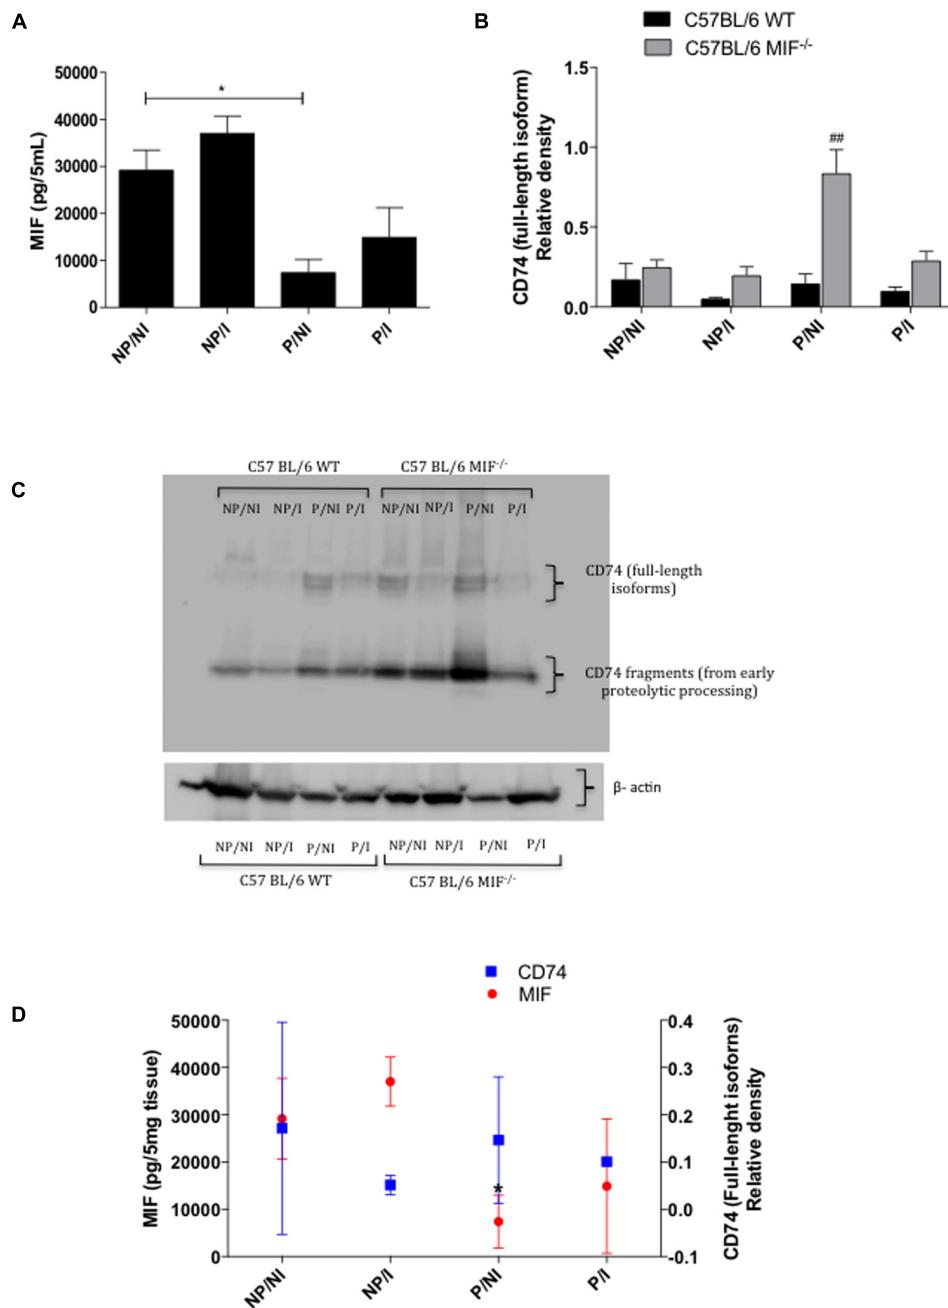 A
MIF (pg/5mL)
50000
40000
30000
20000
10000
0
*
NP/NI
NP/I
P/NI
P/I
B
C57BL/6 WT
C57BL/6 MIF-/-
CD74 (full-length isoform)
Relative density
1.5
1.0
0.5
0.0
##
NP/NI
NP/I
P/NI
P/I
C
C57 BL/6 WT
C57 BL/6 MIF-/-
NP/NI NP/I P/NI P/I NP/NI NP/I P/NI P/I
CD74 (full-length
isoforms)
CD74 fragments (from early
proteolytic processing)
β- actin
NP/NI NP/I P/NI P/I NP/NI NP/I P/NI P/I
C57 BL/6 WT
C57 BL/6 MIF-/-
D
CD74
MIF
MIF (pg/5mg tissue)
50000
40000
30000
20000
10000
0
*
0.4
0.3
0.2
0.1
0.0
-0.1
CD74 (Full-lenght isoforns)
Relative density
NP/NI
NP/I
P/NI
P/I